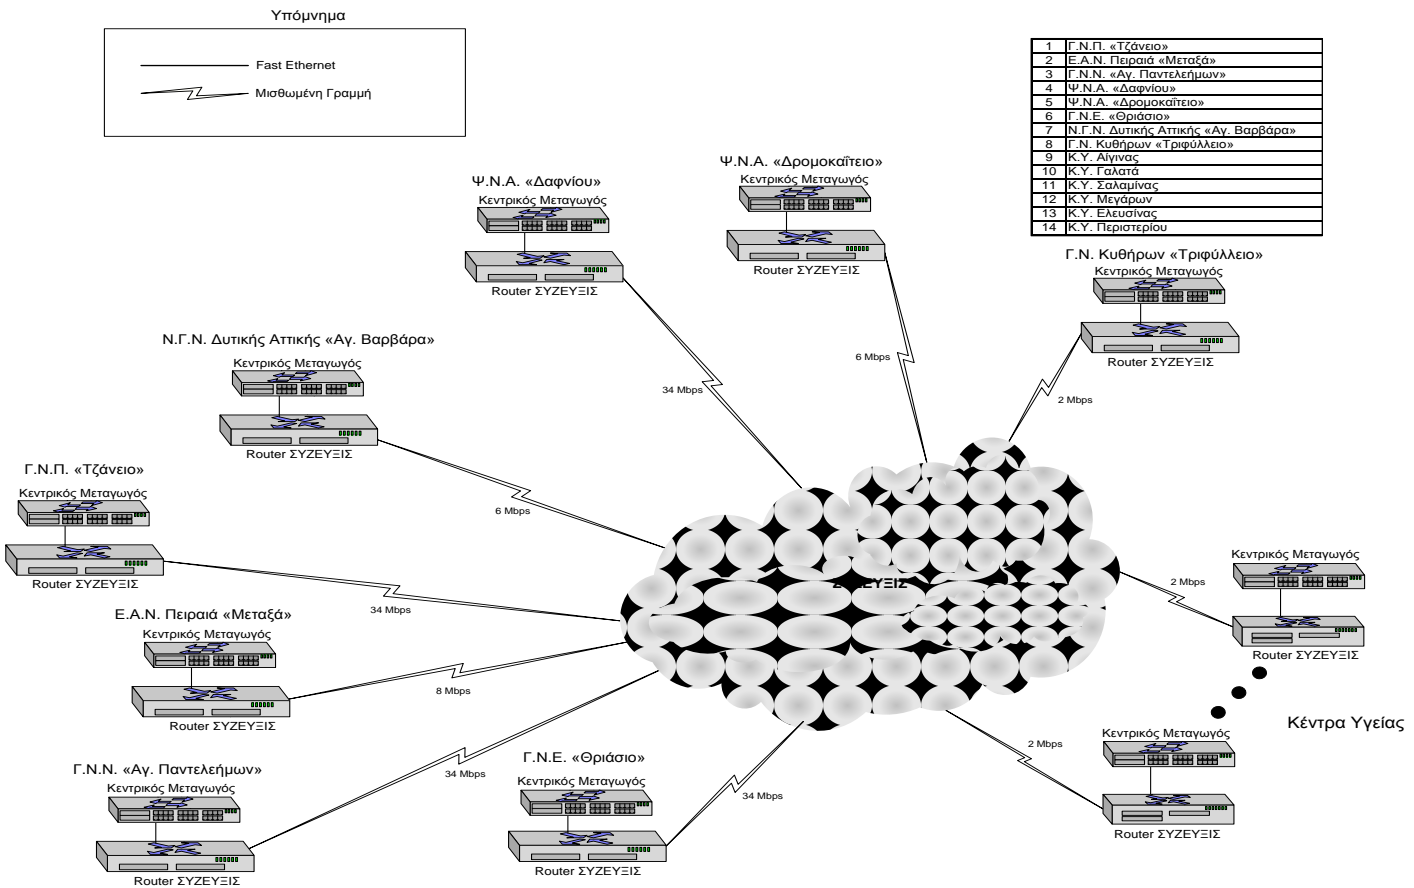 Υπόμνημα
Fast Ethernet
Μισθωμένη Γραμμή
1 Γ.Ν.Π. «Τζάνειο»
2 Ε.Α.Ν. Πειραιά «Μεταξά»
3 Γ.Ν.Ν. «Αγ. Παντελεήμων»
4 Ψ.Ν.Α. «Δαφνίου»
5 Ψ.Ν.Α. «Δρομοκαΐτειο»
6 Γ.Ν.Ε. «Θριάσιο»
7 Ν.Γ.Ν. Δυτικής Αττικής «Αγ. Βαρβάρα»
8 Γ.Ν. Κυθήρων «Τριφύλλειο»
9 Κ.Υ. Αίγινας
10 Κ.Υ. Γαλατά
11 Κ.Υ. Σαλαμίνας
12 Κ.Υ. Μεγάρων
13 Κ.Υ. Ελευσίνας
14 Κ.Υ. Περιστερίου
Ψ.Ν.Α. «Δρομοκαΐτειο»
Κεντρικός Μεταγωγός
Router ΣΥΖΕΥΞΙΣ
6 Mbps
Ψ.Ν.Α. «Δαφνίου»
Κεντρικός Μεταγωγός
Router ΣΥΖΕΥΞΙΣ
34 Mbps
Γ.Ν. Κυθήρων «Τριφύλλειο»
Κεντρικός Μεταγωγός
Router ΣΥΖΕΥΞΙΣ
2 Mbps
Ν.Γ.Ν. Δυτικής Αττικής «Αγ. Βαρβάρα»
Κεντρικός Μεταγωγός
Router ΣΥΖΕΥΞΙΣ
6 Mbps
Γ.Ν.Π. «Τζάνειο»
Κεντρικός Μεταγωγός
Router ΣΥΖΕΥΞΙΣ
34 Mbps
ΣΥΖΕΥΞΙΣ
Κεντρικός Μεταγωγός
2 Mbps
Router ΣΥΖΕΥΞΙΣ
Ε.Α.Ν. Πειραιά «Μεταξά»
Κεντρικός Μεταγωγός
8 Mbps
Router ΣΥΖΕΥΞΙΣ
Κέντρα Υγείας
Κεντρικός Μεταγωγός
2 Mbps
Router ΣΥΖΕΥΞΙΣ
Γ.Ν.Ν. «Αγ. Παντελεήμων»
Κεντρικός Μεταγωγός
34 Mbps
Router ΣΥΖΕΥΞΙΣ
Γ.Ν.Ε. «Θριάσιο»
Κεντρικός Μεταγωγός
34 Mbps
Router ΣΥΖΕΥΞΙΣ